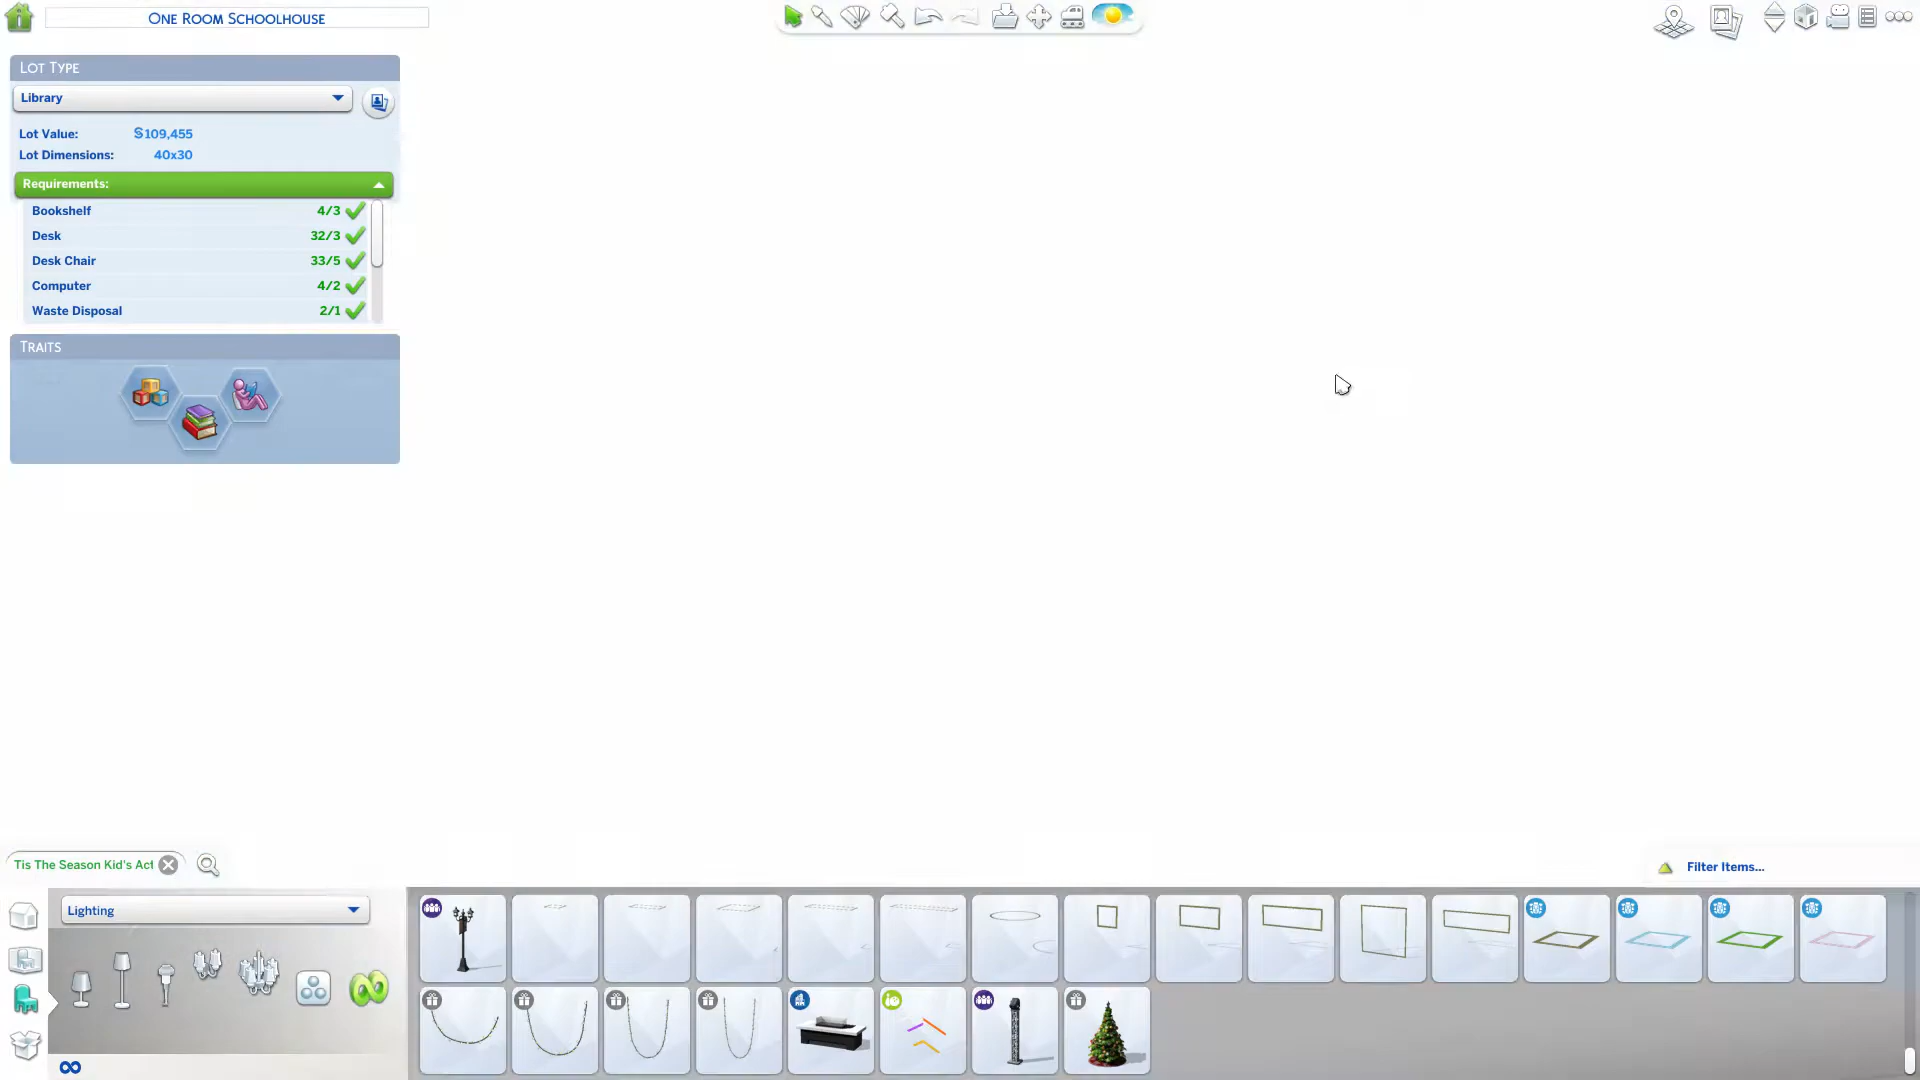 ONE ROOM SCHOOLHOUSE
LOT TYPE
Library
Lot Value: §109,455
Lot Dimensions: 40x30
Requirements:
Bookshelf 4/3
Desk 32/3
Desk Chair 33/5
Computer 4/2
Waste Disposal 2/1
TRAITS
Tis The Season Kid's Act
Filter Items...
Lighting